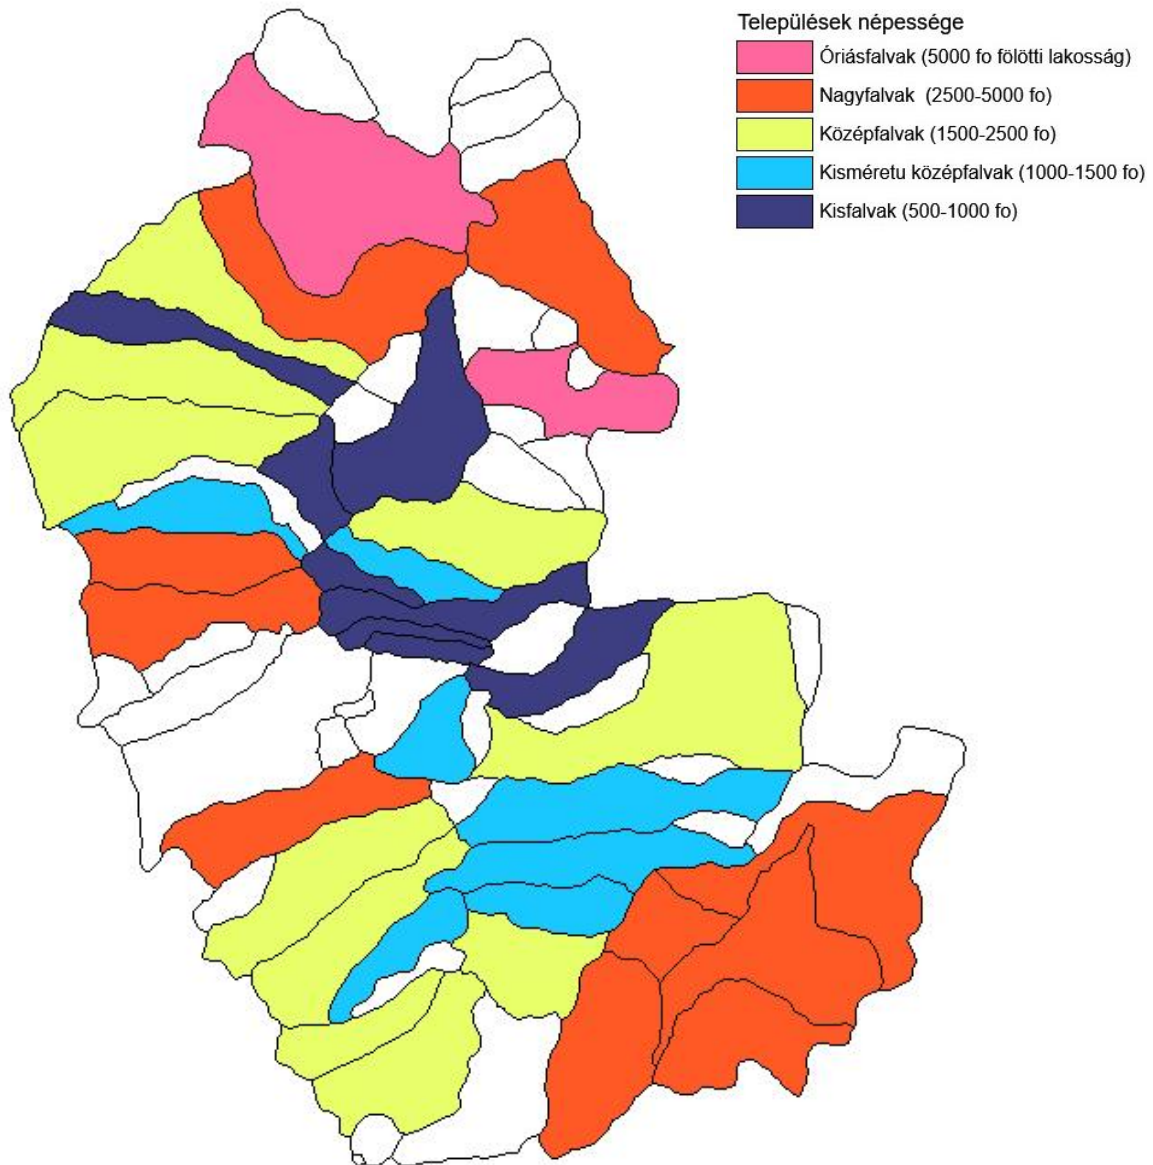 Települések népessége
Óriásfalvak (5000 fo fölötti lakosság)
Nagyfalvak (2500-5000 fo)
Középfalvak (1500-2500 fo)
Kisméretu középfalvak (1000-1500 fo)
Kisfalvak (500-1000 fo)